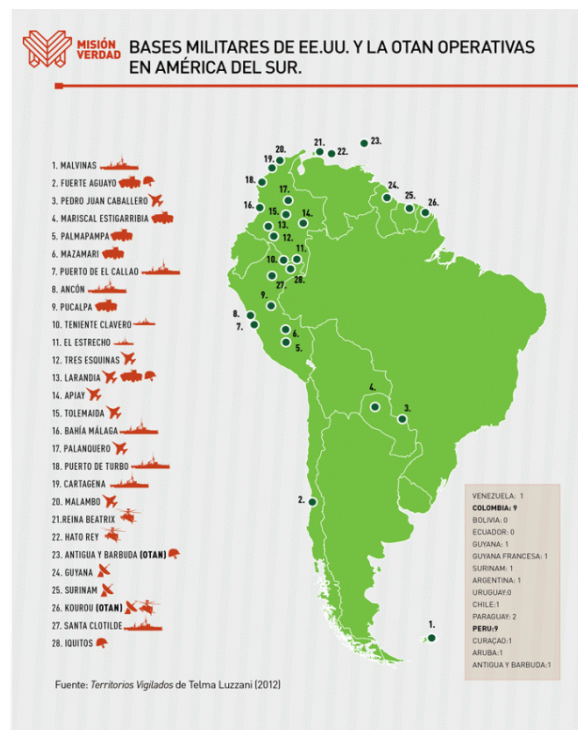 MISIÓN
VERDAD
BASES MILITARES DE EE.UU. Y LA OTAN OPERATIVAS
EN AMÉRICA DEL SUR.
1. MALVINAS
2. FUERTE AGUAYO
3. PEDRO JUAN CABALLERO
4. MARISCAL ESTIGARRIBIA
5. PALMAPAMPA
6. MAZAMARI
7. PUERTO DE EL CALLAO
8. ANCÓN
9. PUCALPA
10. TENIENTE CLAVERO
11. EL ESTRECHO
12. TRES ESQUINAS
13. LARANDIA
14. APIAY
15. TOLEMAIDA
16. BAHÍA MÁLAGA
17. PALANQUERO
18. PUERTO DE TURBO
19. CARTAGENA
20. MALAMBO
21.REINA BEATRIX
22. HATO REY
23. ANTIGUA Y BARBUDA (OTAN)
24. GUYANA
25. SURINAM
26. KOUROU (OTAN)
27. SANTA CLOTILDE
28. IQUITOS
23.
21.
22.
20.
19.
18.
17.
24.
25.
26.
16.
15.
14.
13.
12.
11.
10.
28.
27.
9.
8.
7.
6.
5.
4.
3.
2.
1.
VENEZUELA: 1
COLOMBIA: 9
BOLIVIA: 0
ECUADOR: 0
GUYANA: 1
GUYANA FRANCESA: 1
SURINAM: 1
ARGENTINA: 1
URUGUAY:0
CHILE:1
PARAGUAY: 2
PERU:9
CURAÇAO:1
ARUBA:1
ANTIGUA Y BARBUDA:1
Fuente: Territorios Vigilados de Telma Luzzani (2012)